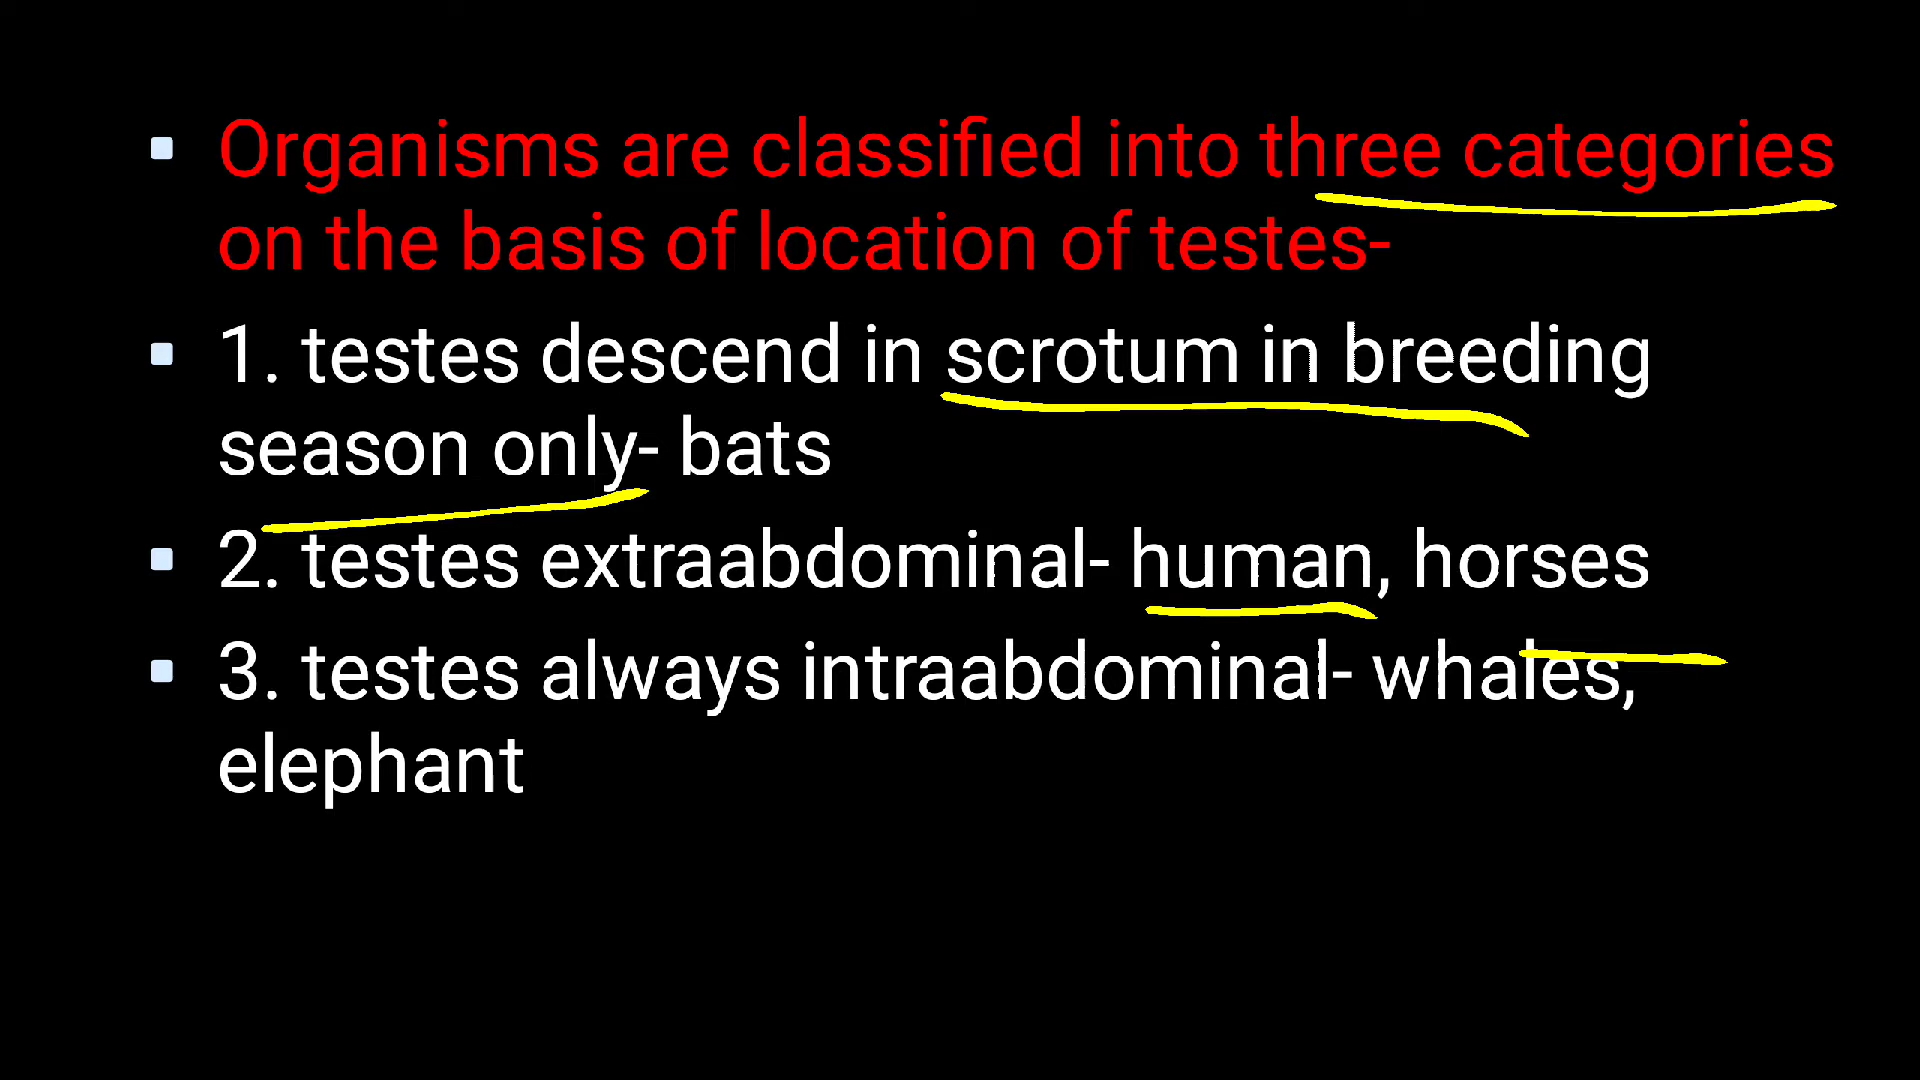 ▪ Organisms are classified into three categories
on the basis of location of testes-
▪ 1. testes descend in scrotum in breeding
season only- bats
▪ 2. testes extraabdominal- human, horses
▪ 3. testes always intraabdominal- whales,
elephant